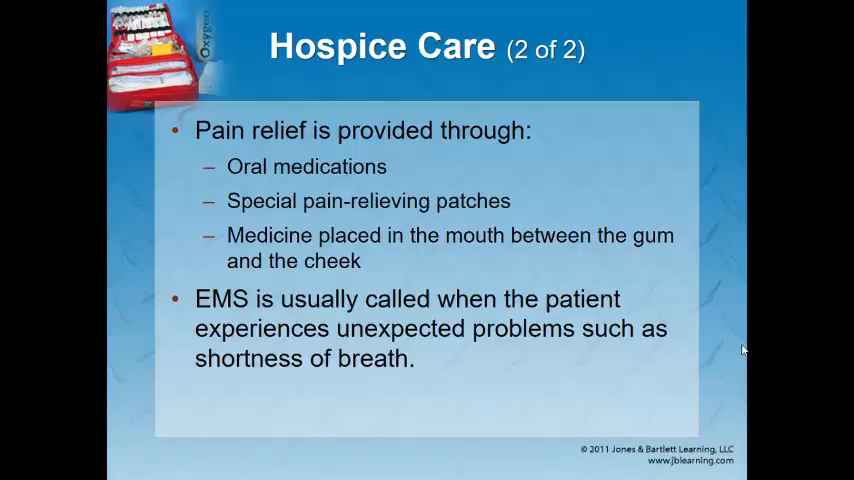 Oxygen
Hospice Care (2 of 2)
• Pain relief is provided through:
– Oral medications
– Special pain-relieving patches
– Medicine placed in the mouth between the gum
and the cheek
• EMS is usually called when the patient
experiences unexpected problems such as
shortness of breath.
© 2011 Jones & Bartlett Learning, LLC
www.jblearning.com